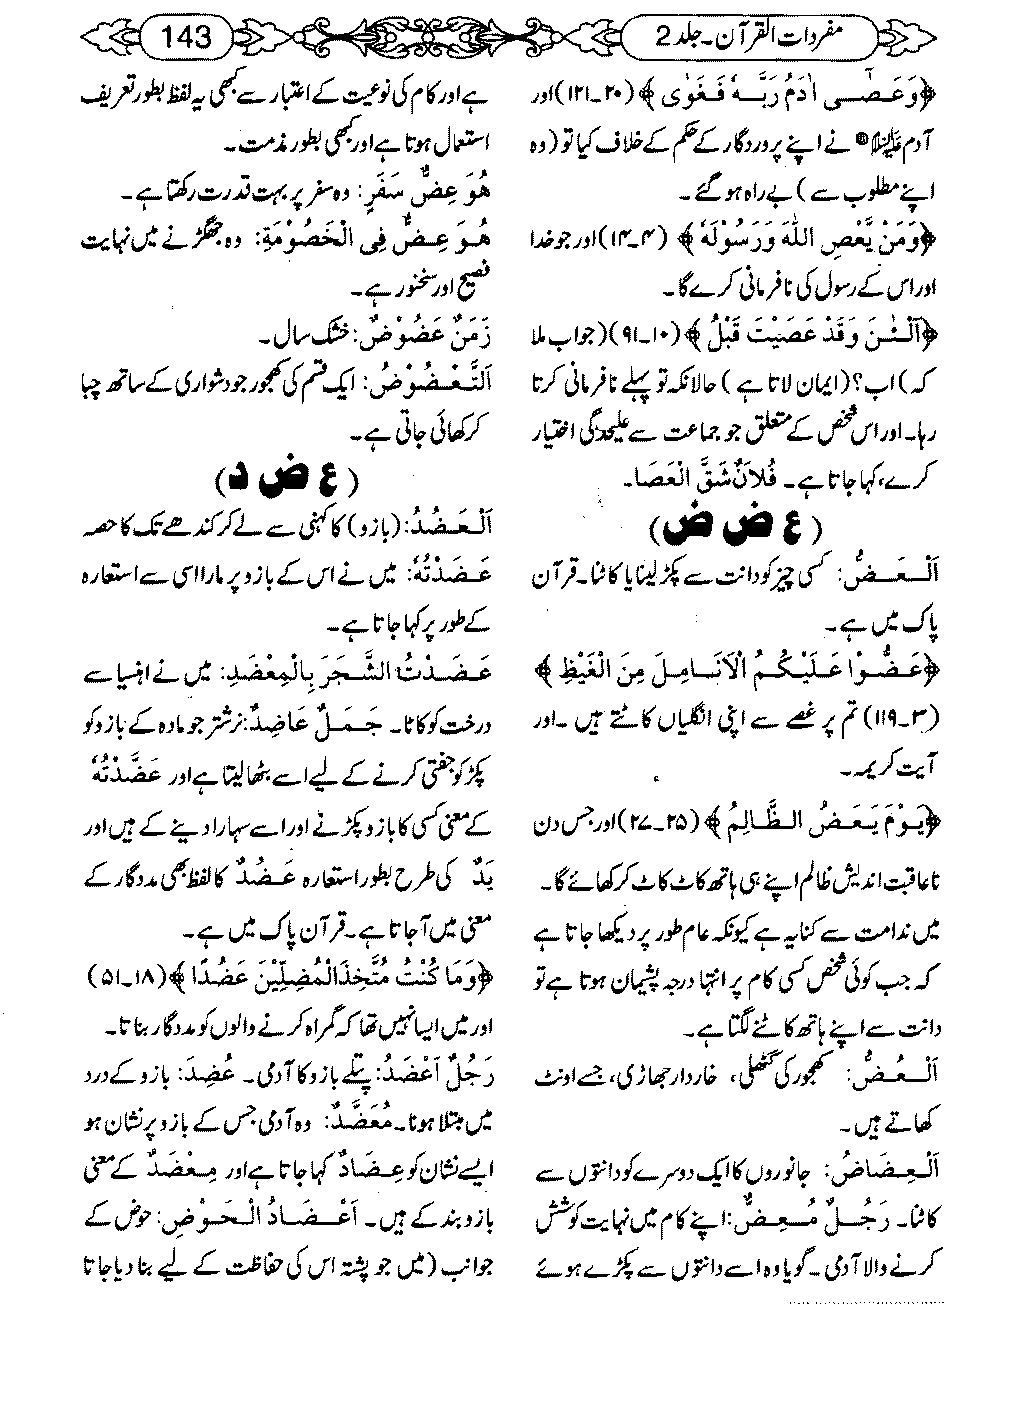 مفردات القرآن۔جلد 2
143
﴿وَعَصٰۤى اٰدَمُ رَبَّهٗ فَغَوٰى﴾ (۲۰۔۱۲۱) اور
آدم علیہ السلام نے اپنے پروردگار کے حکم کے خلاف کیا تو (وہ
اپنے مطلوب سے) بے راہ ہو گئے۔
﴿وَمَنْ يَّعْصِ اللّٰهَ وَرَسُوْلَهٗ﴾ (۴۔۱۴) اور جو خدا
اور اس کے رسول کی نافرمانی کرے گا۔
﴿آلْـٰٔنَ وَقَدْ عَصَيْتَ قَبْلُ﴾ (۱۰۔۹۱) (جواب ملا
کہ) اب؟ (ایمان لاتا ہے) حالانکہ تو پہلے نافرمانی کرتا
رہا۔ اور اس شخص کے متعلق جو جماعت سے علیحدگی اختیار
کرے، کہا جاتا ہے۔ فُلَانٌ شَقَّ الْعَصَا۔
(ع ض ض)
اَلْعَضُّ: کسی چیز کو دانت سے پکڑ لینا یا کاٹنا۔ قرآن
پاک میں ہے۔
﴿عَضُّوْا عَلَيْكُمُ الْاَنَامِلَ مِنَ الْغَيْظِ﴾
(۳۔۱۱۹) تم پر غصے سے اپنی انگلیاں کاٹتے ہیں۔ اور
آیت کریمہ۔
﴿يَوْمَ يَعَضُّ الظَّالِمُ﴾ (۲۵۔۲۷) اور جس دن
ناعاقبت اندیش ظالم اپنے ہی ہاتھ کاٹ کاٹ کر کھائے گا۔
میں ندامت سے کنایہ ہے کیونکہ عام طور پر دیکھا جاتا ہے
کہ جب کوئی شخص کسی کام پر انتہا درجہ پشیمان ہوتا ہے تو
دانت سے اپنے ہاتھ کاٹنے لگتا ہے۔
اَلْعُضُّ: کھجور کی گٹھلی، خاردار جھاڑی، جسے اونٹ
کھاتے ہیں۔
اَلْعِضَاضُ: جانوروں کا ایک دوسرے کو دانتوں سے
کاٹنا۔ رَجُلٌ مُعِضٌّ: اپنے کام میں نہایت کوشش
کرنے والا آدمی۔ گویا وہ اسے دانتوں سے پکڑے ہوئے
ہے اور کام کی نوعیت کے اعتبار سے کبھی یہ لفظ بطور تعریف
استعمال ہوتا ہے اور کبھی بطور مذمت۔
هُوَ عِضُّ سَفَرٍ: وہ سفر پر بہت قدرت رکھتا ہے۔
هُوَ عِضٌّ فِی الْخَصُوْمَةِ: وہ جھگڑنے میں نہایت
فصیح اور سخنور ہے۔
زَمَنٌ عَضُوْضٌ: خشک سال۔
اَلتَّعْضُوْضُ: ایک قسم کی کھجور جو دشواری کے ساتھ چبا
کر کھائی جاتی ہے۔
(ع ض د)
اَلْعَضُدُ: (بازو) کا کہنی سے لے کر کندھے تک کا حصہ
عَضَدْتُهٗ: میں نے اس کے بازو پر مارا اسی سے استعارہ
کے طور پر کہا جاتا ہے۔
عَضَدْتُ الشَّجَرَ بِالْمِعْضَدِ: میں نے ہنسیا سے
درخت کو کاٹا۔ جَمَلٌ عَاضِدٌ: نر شتر جو مادہ کے بازو کو
پکڑ کو جفتی کرنے کے لیے اسے بٹھا لیتا ہے اور عَضَّدْتُهٗ
کے معنی کسی کا بازو پکڑنے اور اسے سہارا دینے کے ہیں اور
يَدٌ کی طرح بطور استعارہ عَضُدٌ کا لفظ بھی مددگار کے
معنی میں آجاتا ہے۔ قرآن پاک میں ہے۔
﴿وَمَا كُنْتُ مُتَّخِذَ الْمُضِلِّيْنَ عَضُدًا﴾ (۱۸۔۵۱)
اور میں ایسا نہیں تھا کہ گمراہ کرنے والوں کو مددگار بناتا۔
رَجُلٌ اَعْضَدُ: پتلے بازو کا آدمی۔ عُضِدَ: بازو کے درد
میں مبتلا ہونا۔ مُعَضَّدٌ: وہ آدمی جس کے بازو پر نشان ہو
ایسے نشان کو عِضَادٌ کہا جاتا ہے اور مِعْضَدٌ کے معنی
بازو بند کے ہیں۔ اَعْضَادُ الْحَوْضِ: حوض کے
جوانب (میں جو پشتہ اس کی حفاظت کے لیے بنا دیا جاتا